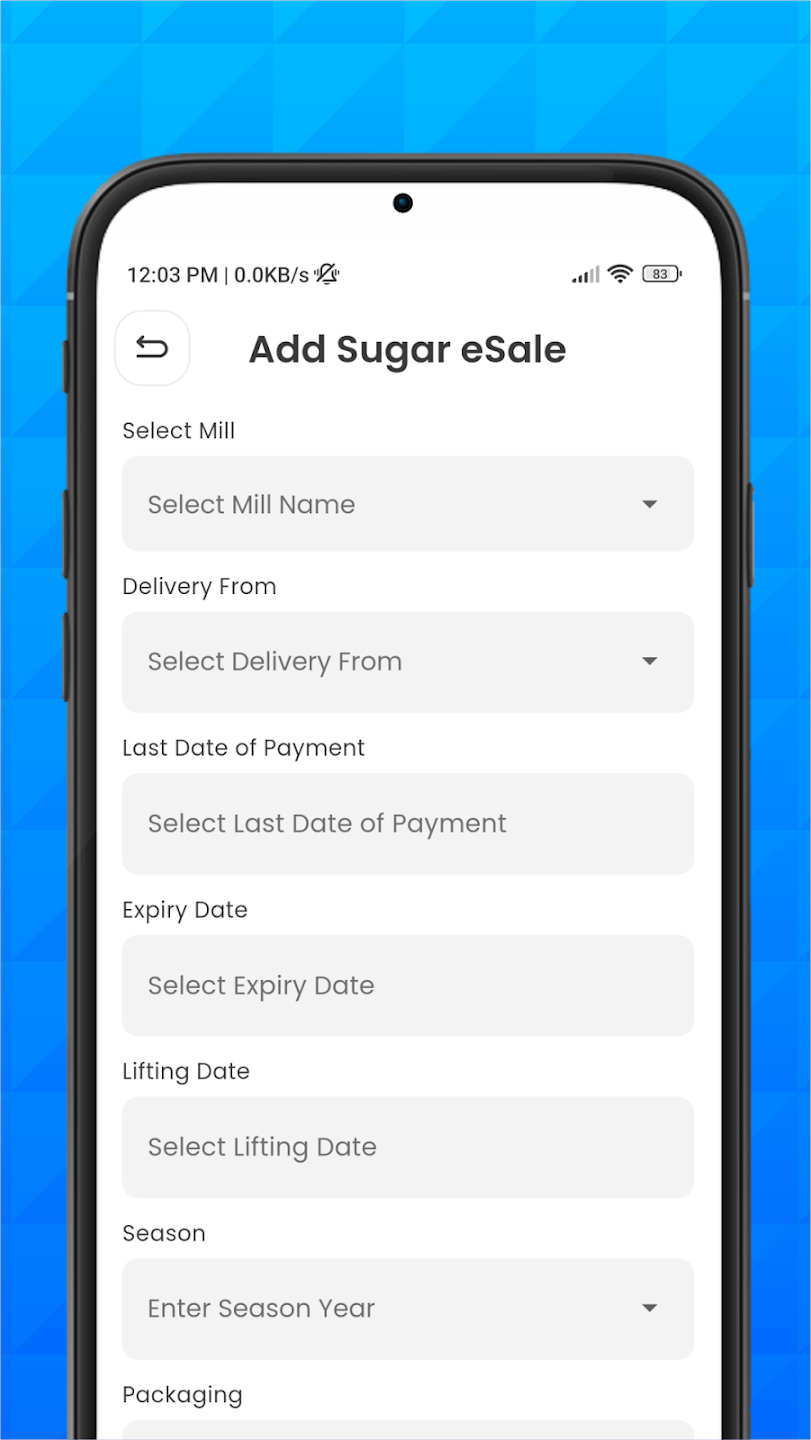 12:03 PM | 0.0KB/s
83
Add Sugar eSale
Select Mill
Select Mill Name
Delivery From
Select Delivery From
Last Date of Payment
Select Last Date of Payment
Expiry Date
Select Expiry Date
Lifting Date
Select Lifting Date
Season
Enter Season Year
Packaging